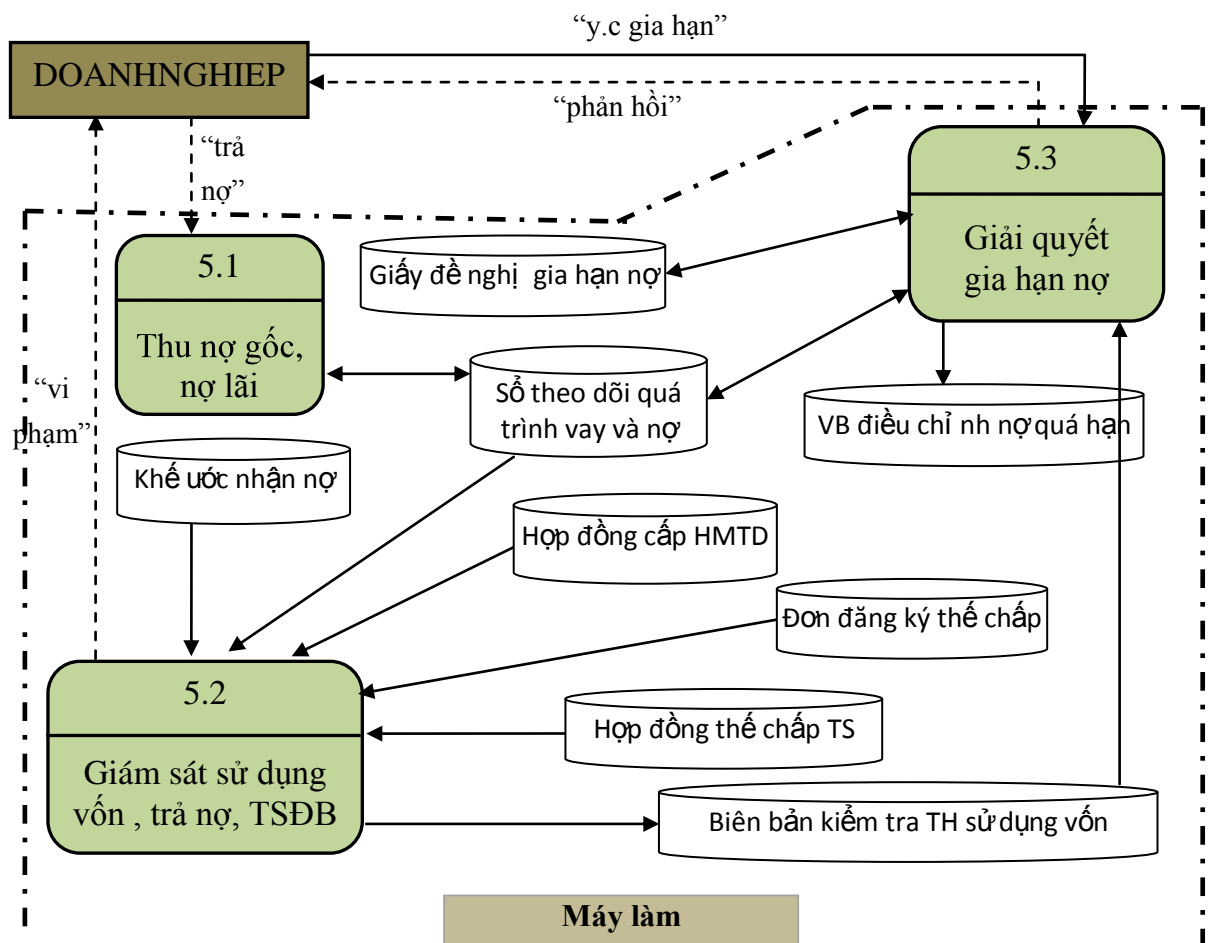 “y.c gia hạn”
DOANHNGHIEP
“phản hồi”
“trả
nợ”
5.3
Giải quyết
gia hạn nợ
5.1
Thu nợ gốc,
nợ lãi
Giấy đề nghị gia hạn nợ
“vi
phạm”
Sổ theo dõi quá
trình vay và nợ
VB điều chỉnh nợ quá hạn
Khế ước nhận nợ
Hợp đồng cấp HMTD
Đơn đăng ký thế chấp
5.2
Giám sát sử dụng
vốn , trả nợ, TSĐB
Hợp đồng thế chấp TS
Biên bản kiểm tra TH sử dụng vốn
Máy làm